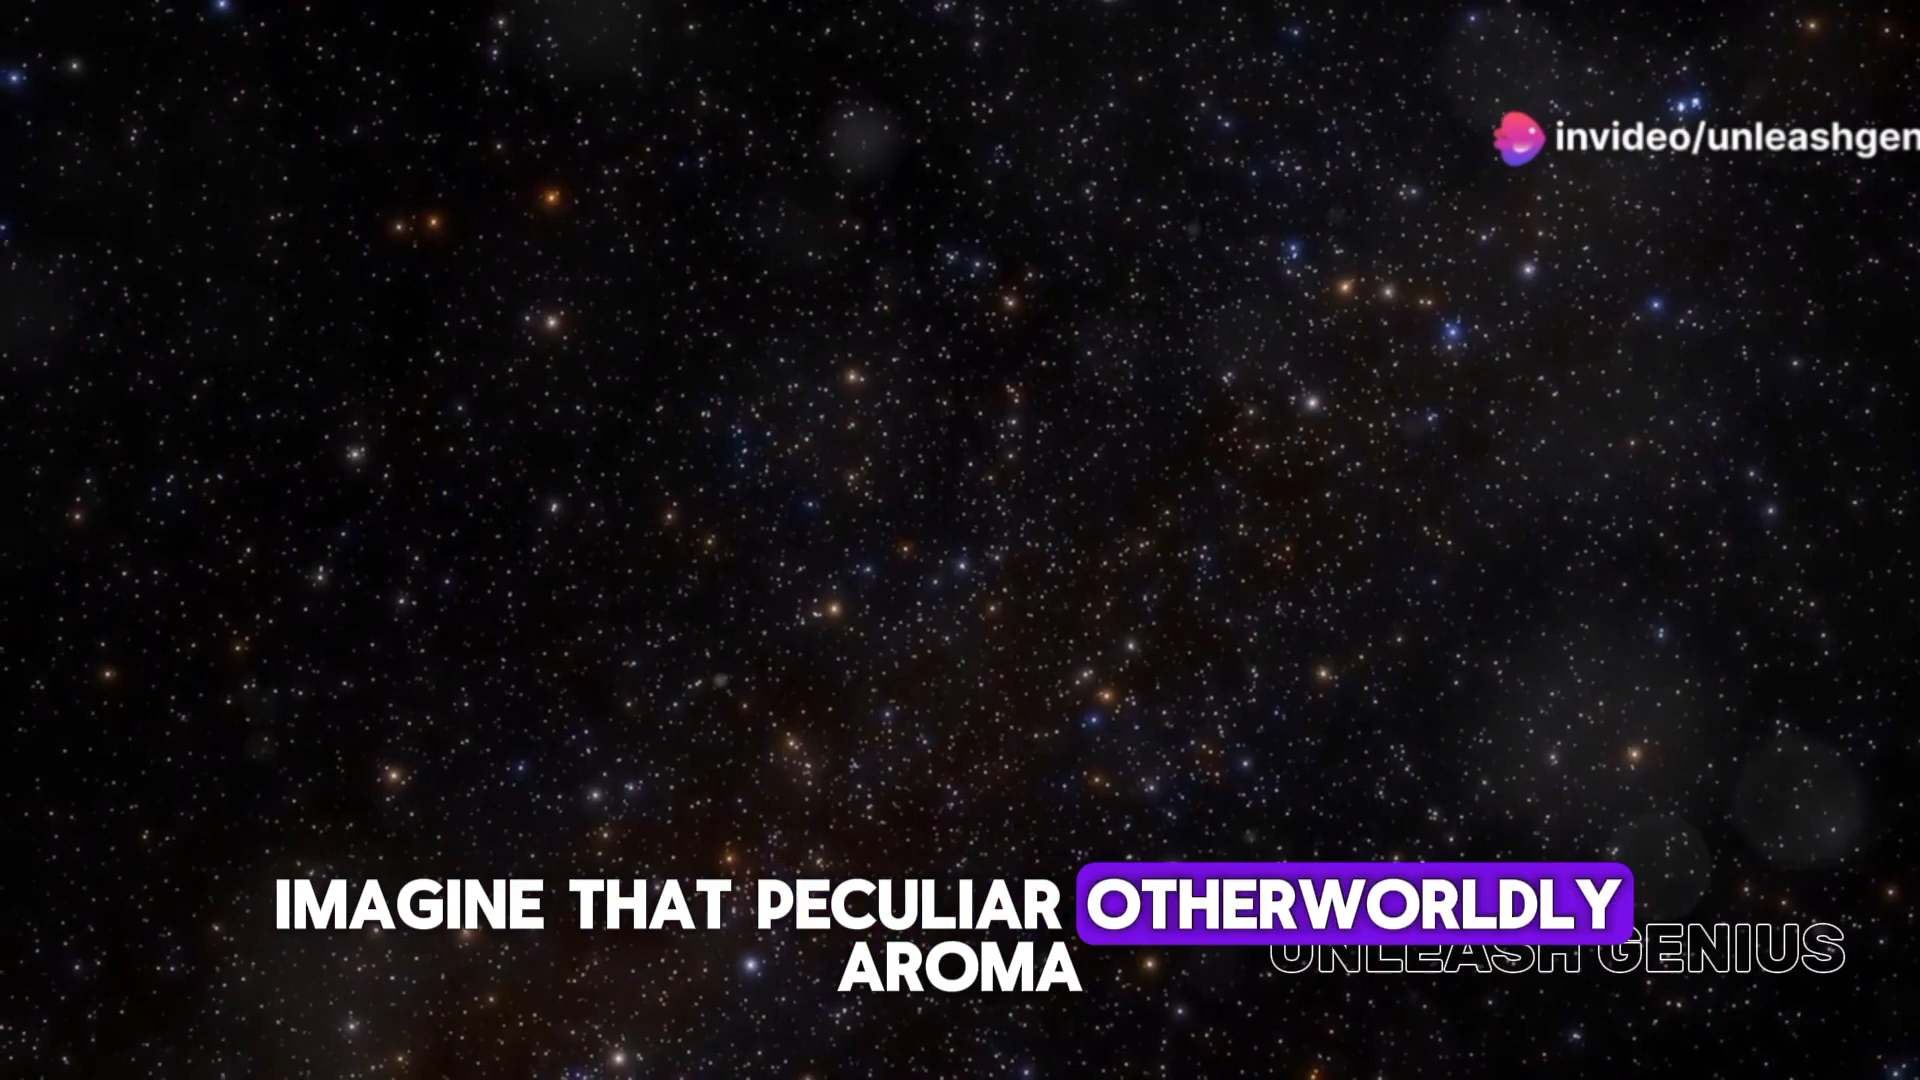 invideo/unleashgen
IMAGINE THAT PECULIAR OTHERWORLDLY
AROMA
UNLEASH GENIUS